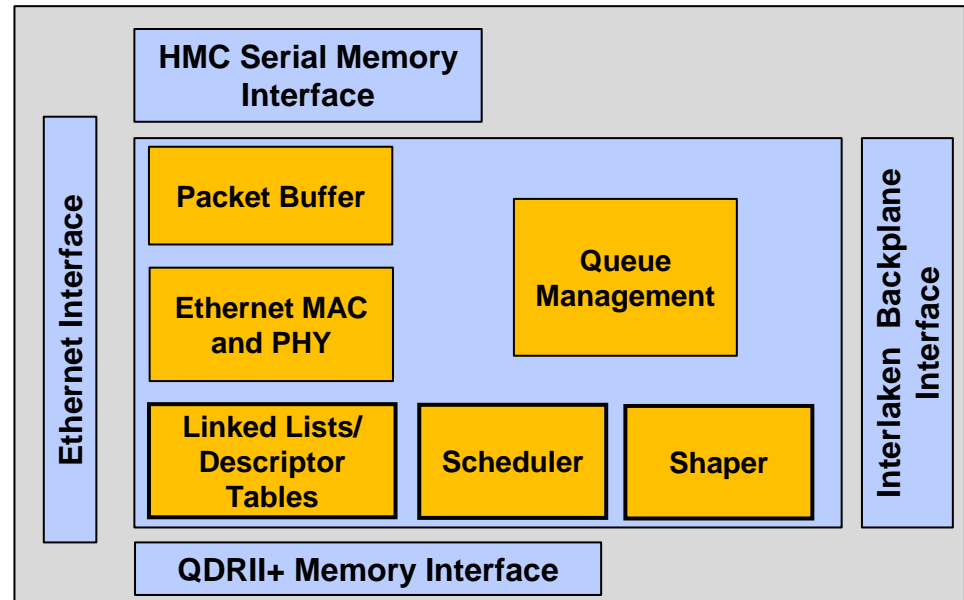 HMC Serial Memory
Interface
Ethernet Interface
Packet Buffer
Ethernet MAC
and PHY
Queue
Management
Linked Lists/
Descriptor
Tables
Scheduler
Shaper
Interlaken Backplane
Interface
QDRII+ Memory Interface